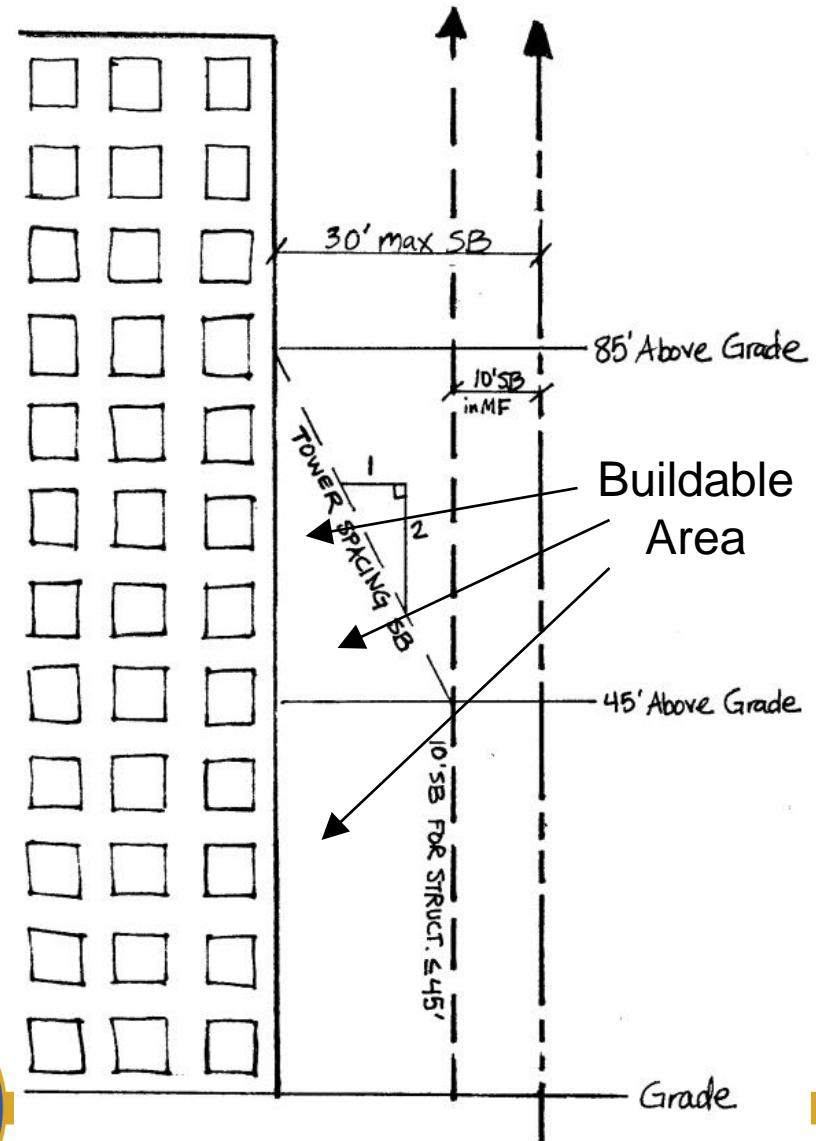 30' max SB
85' Above Grade
10' SB
in MF
1
2
TOWER SPACING SB
Buildable
Area
45' Above Grade
10' SB FOR STRUCT. ≤ 45'
Grade